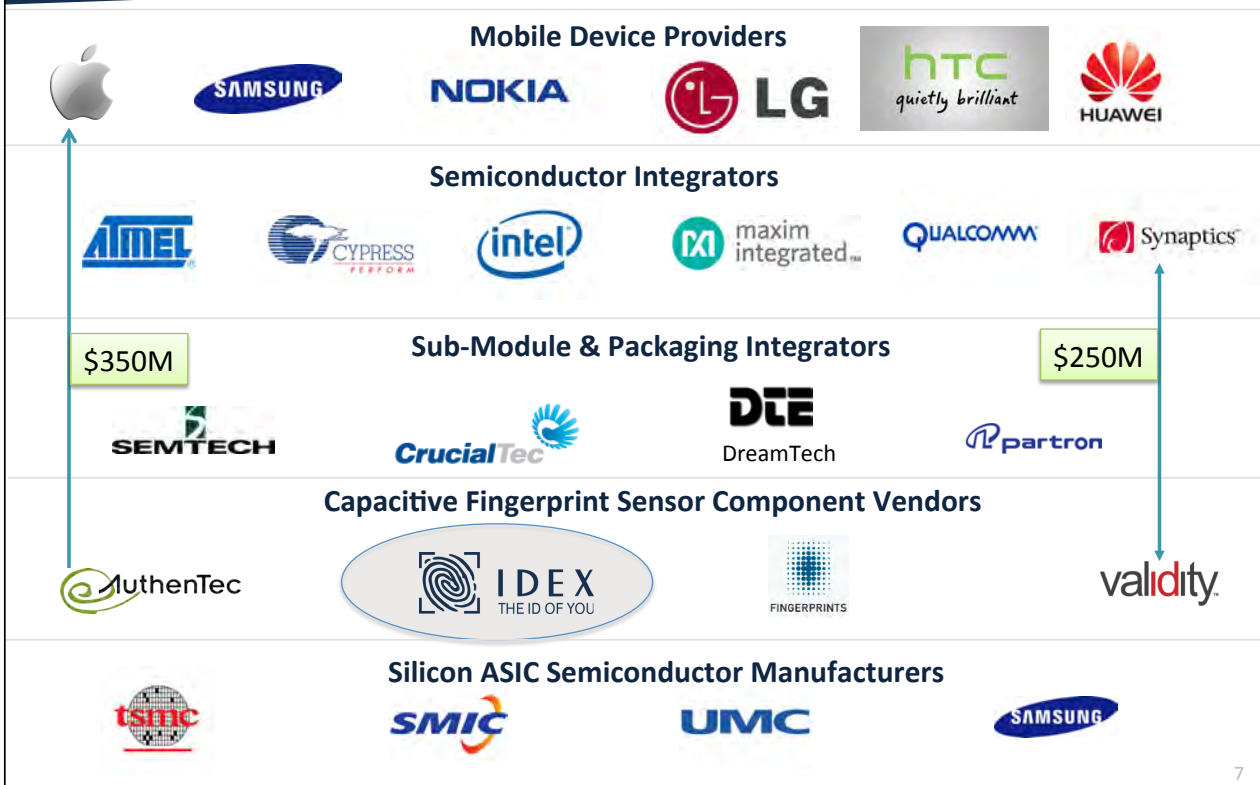 Mobile Device Providers
SAMSUNG
NOKIA
LG
hTC
quietly brilliant
HUAWEI
Semiconductor Integrators
ATMEL
CYPRESS
PERFORM
intel
maxim
integrated™
QUALCOMM
Synaptics
$350M
Sub-Module & Packaging Integrators
$250M
SEMTECH
CrucialTec
DTE
DreamTech
partron
Capacitive Fingerprint Sensor Component Vendors
AuthenTec
IDEX
THE ID OF YOU
FINGERPRINTS
validity™
Silicon ASIC Semiconductor Manufacturers
tsmc
SMIC
UMC
SAMSUNG
7